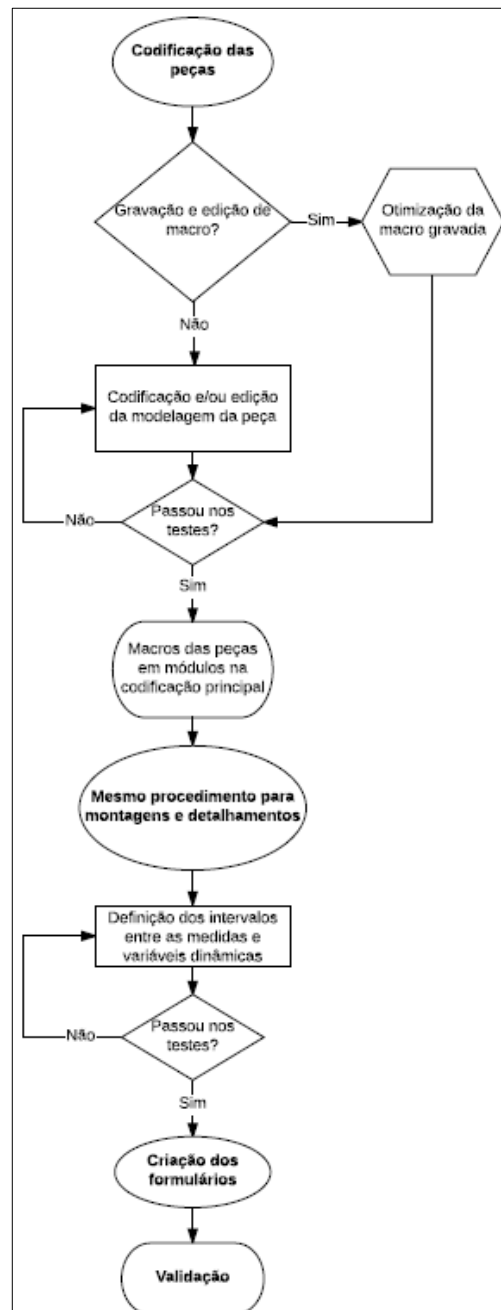 Codificação das
peças
Gravação e edição de
macro?
Sim
Otimização da
macro gravada
Não
Codificação e/ou edição
da modelagem da peça
Não
Passou nos
testes?
Sim
Macros das peças
em módulos na
codificação principal
Mesmo procedimento para
montagens e detalhamentos
Definição dos intervalos
entre as medidas e
variáveis dinâmicas
Não
Passou nos
testes?
Sim
Criação dos
formulários
Validação